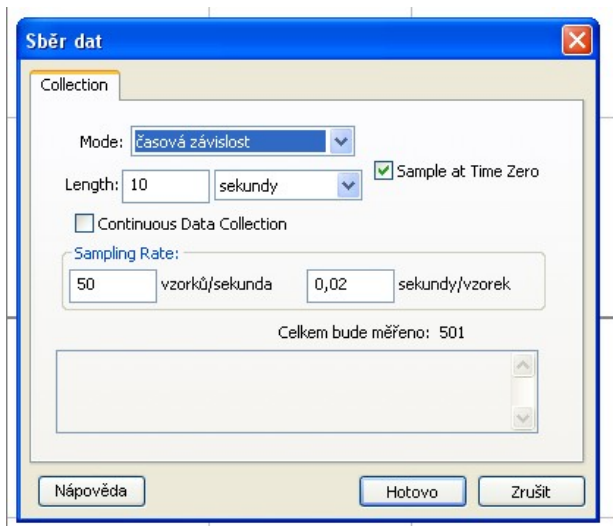 Sběr dat
Collection
Mode: časová závislost
Length: 10 sekundy
Sample at Time Zero
Continuous Data Collection
Sampling Rate:
50 vzorků/sekunda 0,02 sekundy/vzorek
Celkem bude měřeno: 501
Nápověda Hotovo Zrušit